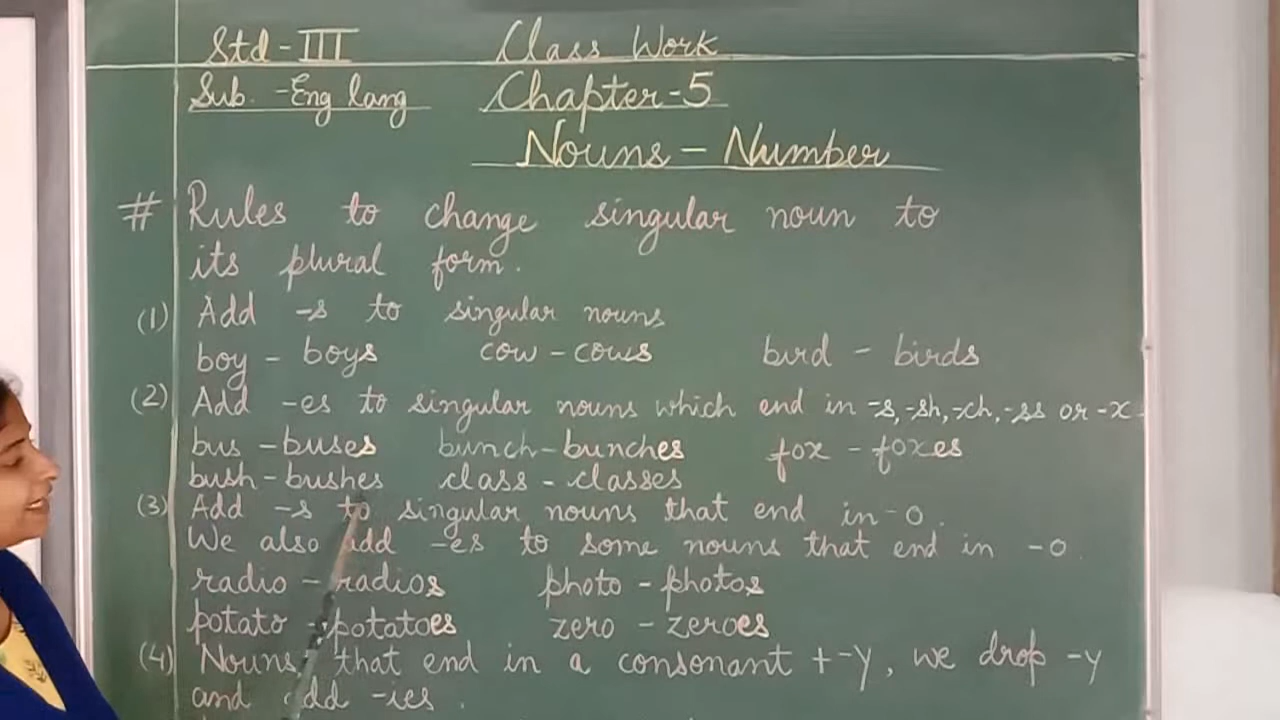 Std - III Class Work
Sub. - Eng lang Chapter-5
Nouns - Number
# Rules to change singular noun to
its plural form.
(1) Add -s to singular nouns
boy - boys cow - cows bird - birds
(2) Add -es to singular nouns which end in -s, -sh, -ch, -ss or -x.
bus - buses bunch - bunches fox - foxes
bush - bushes class - classes
(3) Add -s to singular nouns that end in -o.
We also add -es to some nouns that end in -o.
radio - radios photo - photos
potato - potatoes zero - zeroes
(4) Nouns that end in a consonant + -y, we drop -y
and add -ies.